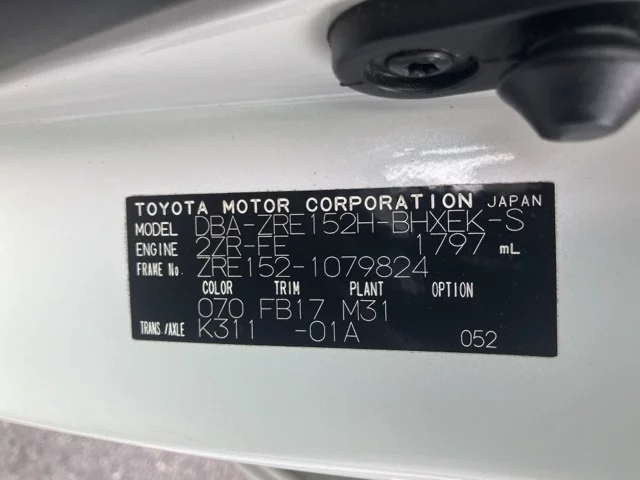 TOYOTA MOTOR CORPORATION JAPAN
MODEL DBA-ZRE152H-BHXEK-S
ENGINE 2ZR-FE 1797 mL
FRAME No. ZRE152-1079824
COLOR TRIM PLANT OPTION
070 FB17 M31
TRANS./AXLE K311 -01A 052